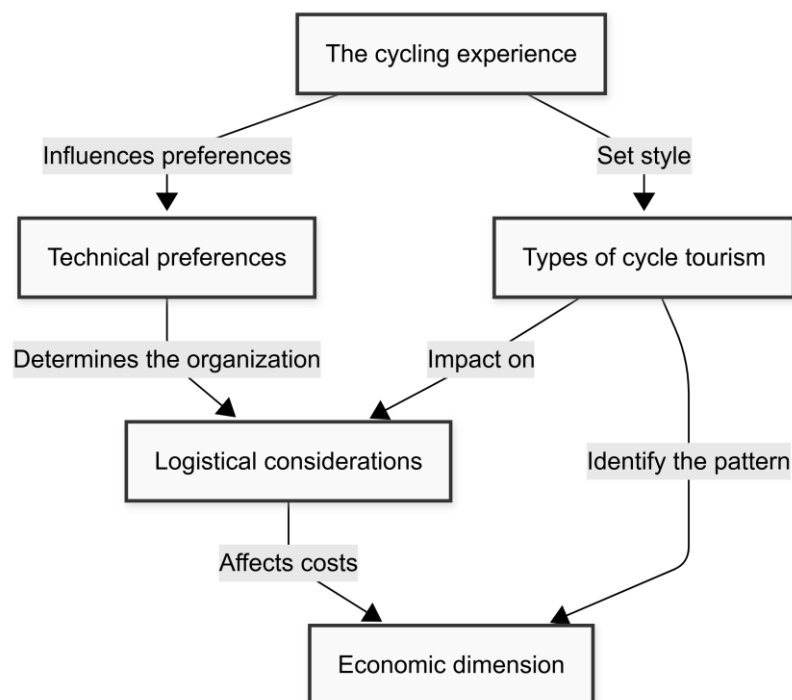 The cycling experience
Influences preferences
Set style
Technical preferences
Types of cycle tourism
Determines the organization
Impact on
Logistical considerations
Identify the pattern
Affects costs
Economic dimension